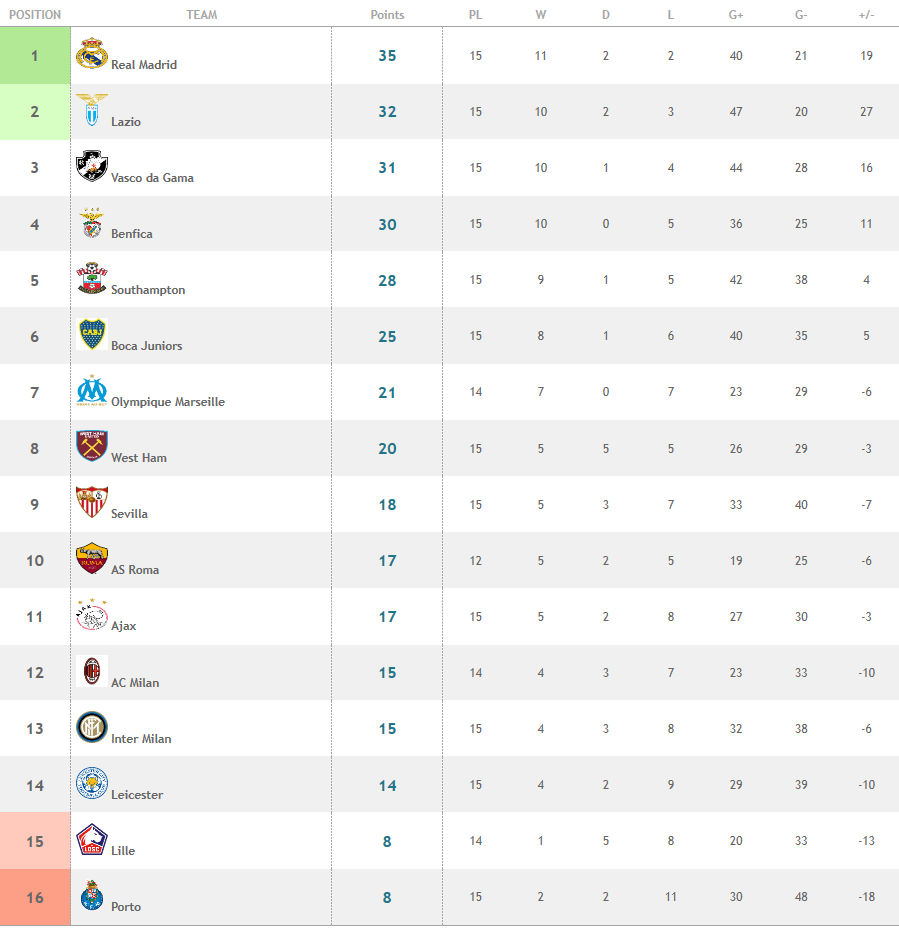 POSITION TEAM Points PL W D L G+ G- +/-
1 Real Madrid 35 15 11 2 2 40 21 19
2 Lazio 32 15 10 2 3 47 20 27
3 Vasco da Gama 31 15 10 1 4 44 28 16
4 Benfica 30 15 10 0 5 36 25 11
5 Southampton 28 15 9 1 5 42 38 4
6 CABJ Boca Juniors 25 15 8 1 6 40 35 5
7 Olympique Marseille 21 14 7 0 7 23 29 -6
8 West Ham 20 15 5 5 5 26 29 -3
9 Sevilla 18 15 5 3 7 33 40 -7
10 ROMA AS Roma 17 12 5 2 5 19 25 -6
11 AJAX Ajax 17 15 5 2 8 27 30 -3
12 AC Milan 15 14 4 3 7 23 33 -10
13 Inter Milan 15 15 4 3 8 32 38 -6
14 Leicester 14 15 4 2 9 29 39 -10
15 LOSC Lille 8 14 1 5 8 20 33 -13
16 Porto 8 15 2 2 11 30 48 -18